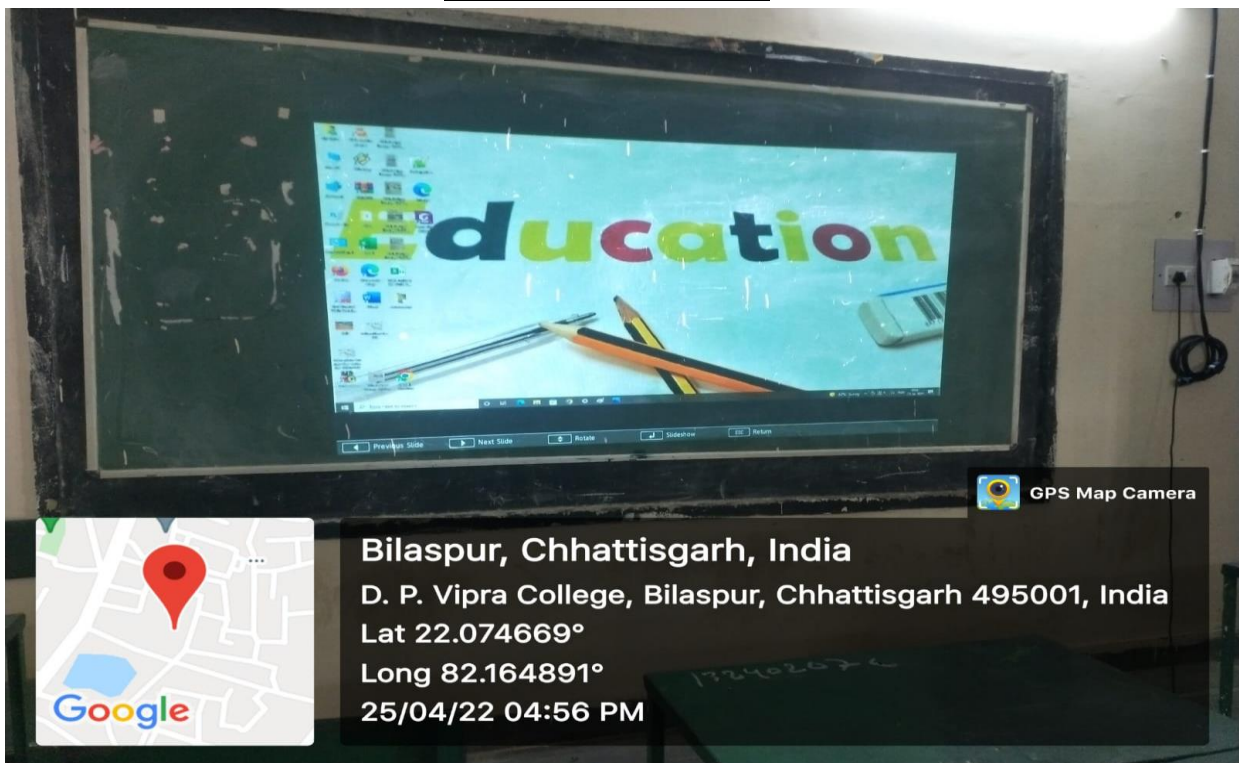 Education
Previous Slide
Next Slide
Rotate
Slideshow
ESC Return
GPS Map Camera
Bilaspur, Chhattisgarh, India
D. P. Vipra College, Bilaspur, Chhattisgarh 495001, India
Lat 22.074669°
Long 82.164891°
25/04/22 04:56 PM
Google